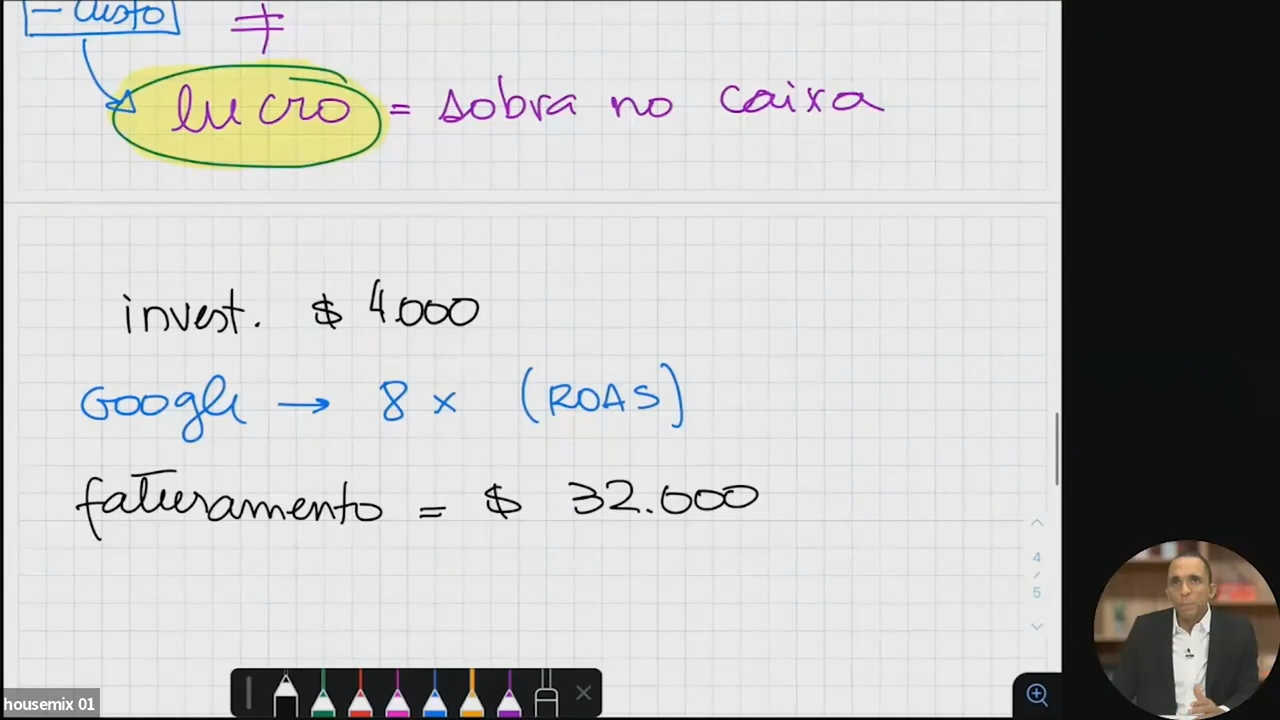 - Custo
≠
lucro = sobra no caixa
invest. $ 4.000
Google → 8 x (ROAS)
faturamento = $ 32.000
4
/
5
housemix 01